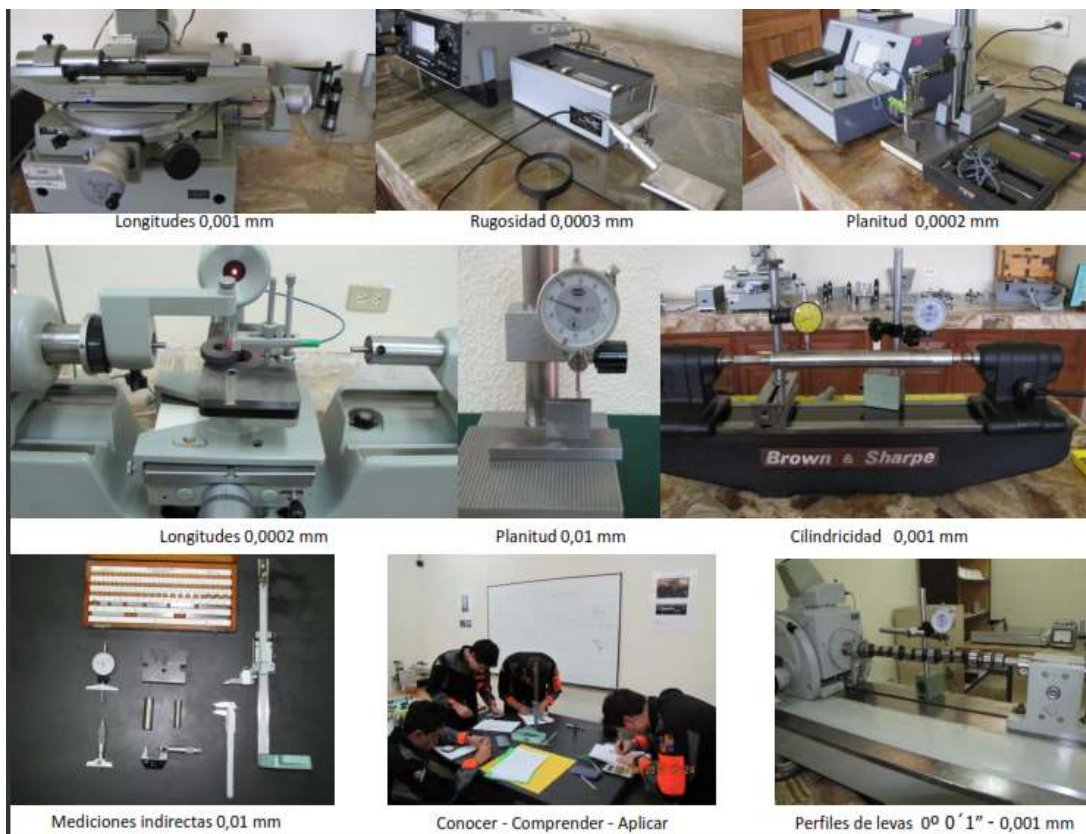 Longitudes 0,001 mm
Rugosidad 0,0003 mm
Planitud 0,0002 mm
Brown & Sharpe
Longitudes 0,0002 mm
Planitud 0,01 mm
Cilindricidad 0,001 mm
Mediciones indirectas 0,01 mm
Conocer - Comprender - Aplicar
Perfiles de levas 0º 0´1” - 0,001 mm